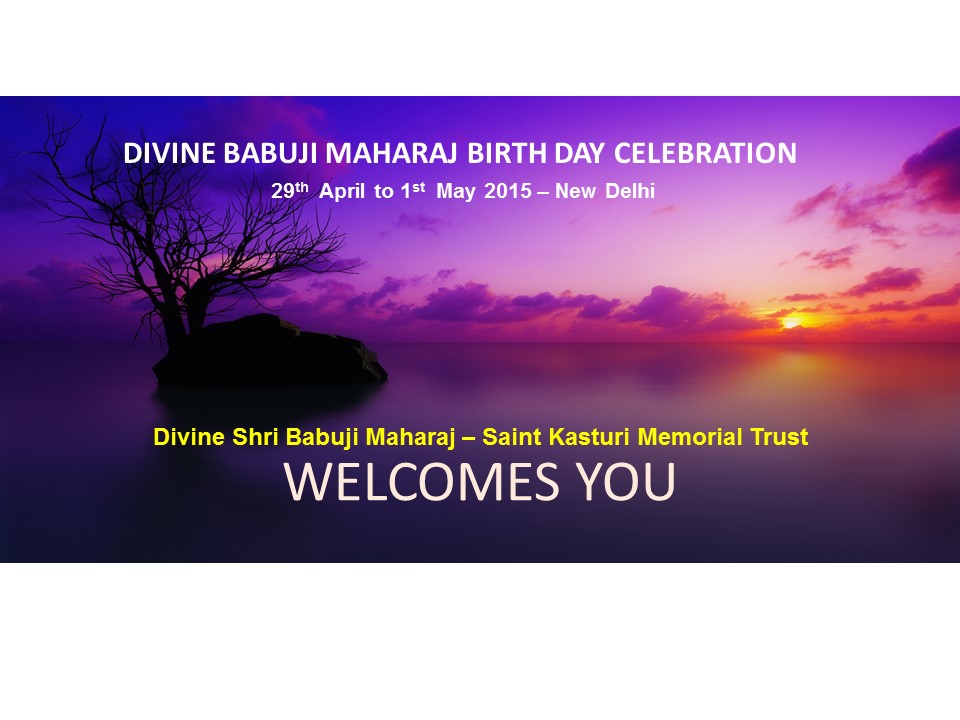 DIVINE BABUJI MAHARAJ BIRTH DAY CELEBRATION
29th April to 1st May 2015 – New Delhi
Divine Shri Babuji Maharaj – Saint Kasturi Memorial Trust
WELCOMES YOU